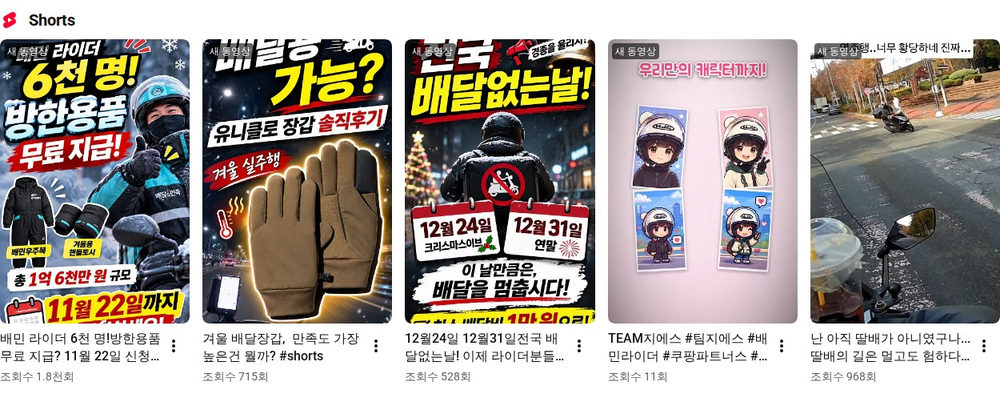 Shorts
새 동영상
배민 라이더
6천 명!
방한용품
무료 지급!
배민우주복
겨울용
핸들토시
총 1억 6천만 원 규모
11월 22일까지
배민 라이더 6천 명!방한용품
무료 지급? 11월 22일 신청...
조회수 1.8천회
새 동영상
배달용
가능?
유니클로 장갑 솔직후기
겨울 실주행
겨울 배달장갑, 만족도 가장
높은건 뭘까? #shorts
조회수 715회
새 동영상
경종을 울리자!
전국
배달없는날!
12월 24일
크리스마스이브
12월 31일
연말
이 날만큼은,
배달을 멈춥시다!
12월24일 12월31일전국 배
달없는날! 이제 라이더분들...
조회수 528회
새 동영상
우리만의 캐릭터까지!
TEAM지에스 #팀지에스 #배
민라이더 #쿠팡파트너스 #...
조회수 11회
새 동영상
너무 황당하네 진짜...
난 아직 딸배가 아니였구나...
딸배의 길은 멀고도 험하다...
조회수 968회